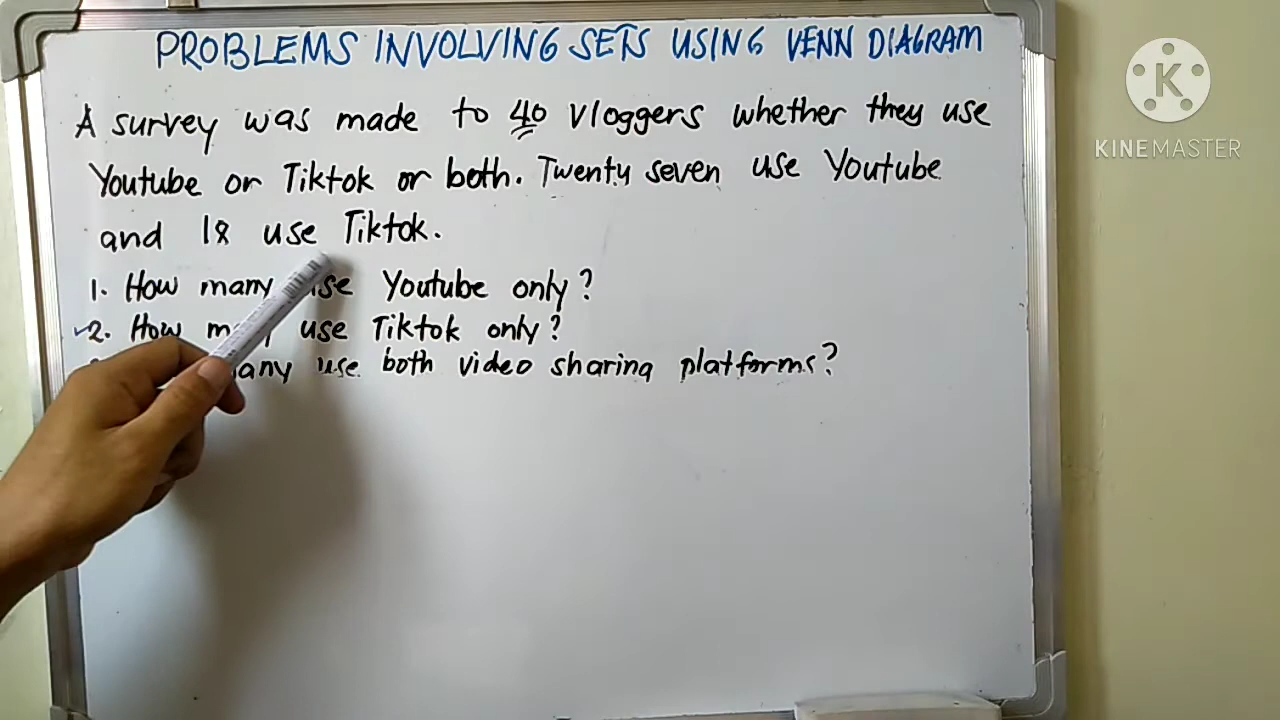 PROBLEMS INVOLVING SETS USING VENN DIAGRAM
A survey was made to 40 vloggers whether they use
Youtube or Tiktok or both. Twenty seven use Youtube
and 18 use Tiktok.
1. How many use Youtube only?
2. How many use Tiktok only?
many use both video sharing platforms?
K
KINEMASTER